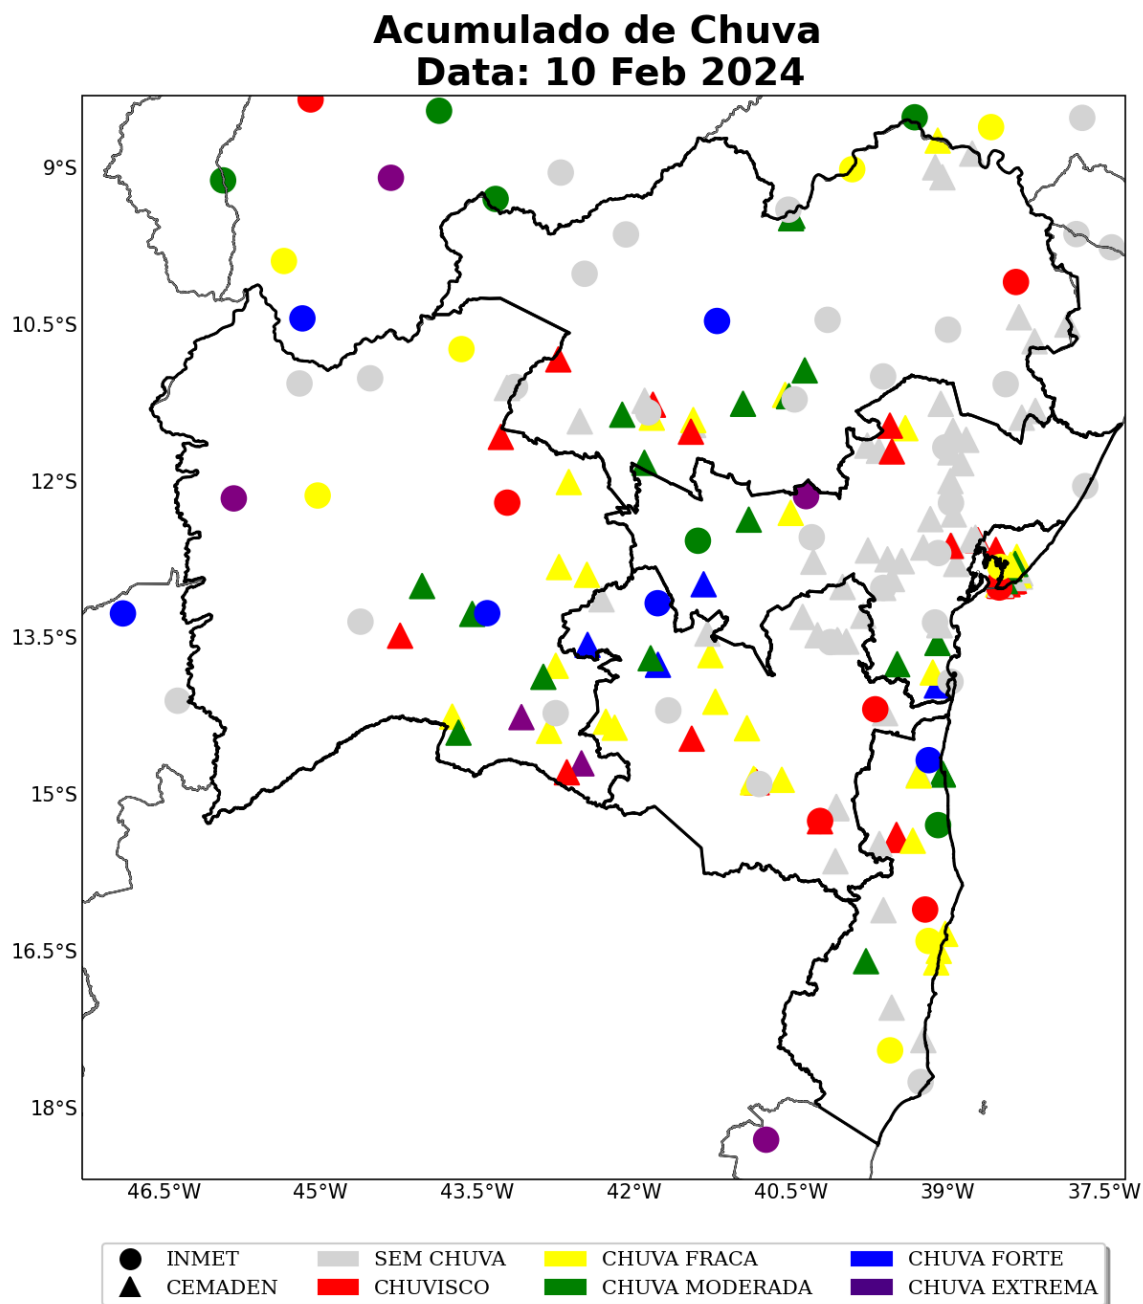 Acumulado de Chuva
Data: 10 Feb 2024
9°S
10.5°S
12°S
13.5°S
15°S
16.5°S
18°S
46.5°W 45°W 43.5°W 42°W 40.5°W 39°W 37.5°W
INMET SEM CHUVA CHUVA FRACA CHUVA FORTE
CEMADEN CHUVISCO CHUVA MODERADA CHUVA EXTREMA